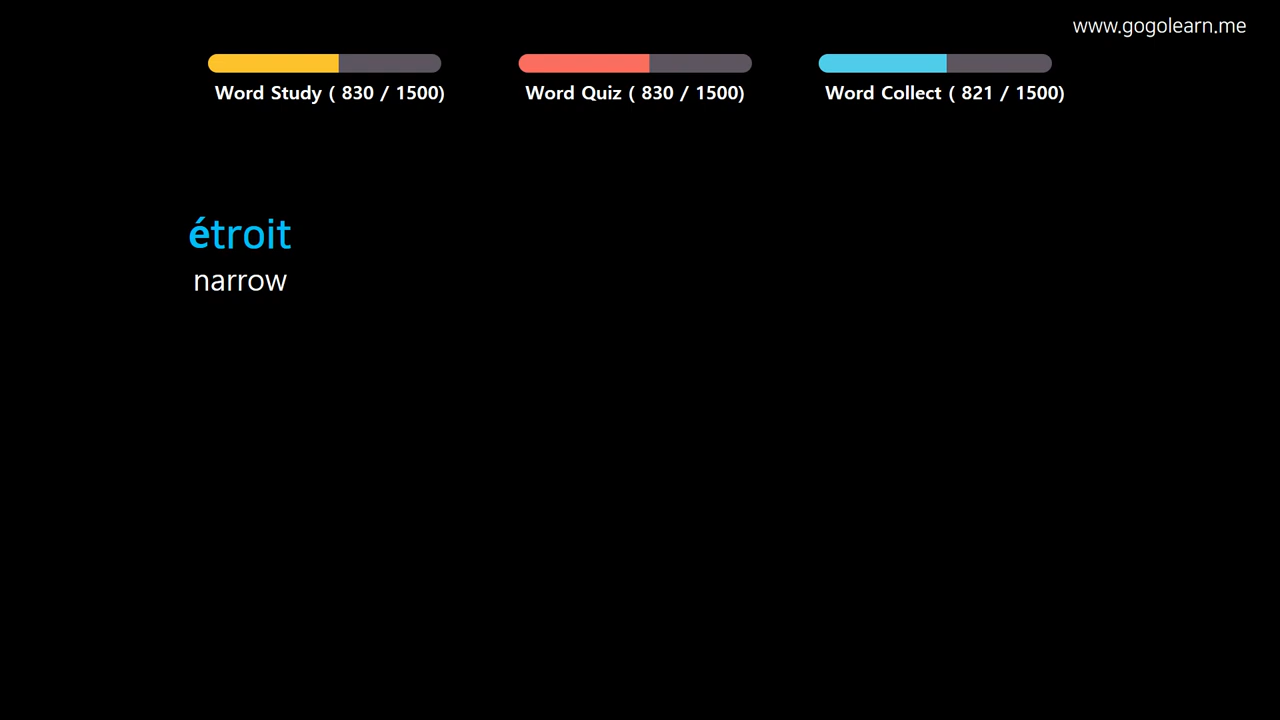 www.gogolearn.me
Word Study ( 830 / 1500)
Word Quiz ( 830 / 1500)
Word Collect ( 821 / 1500)
étroit
narrow